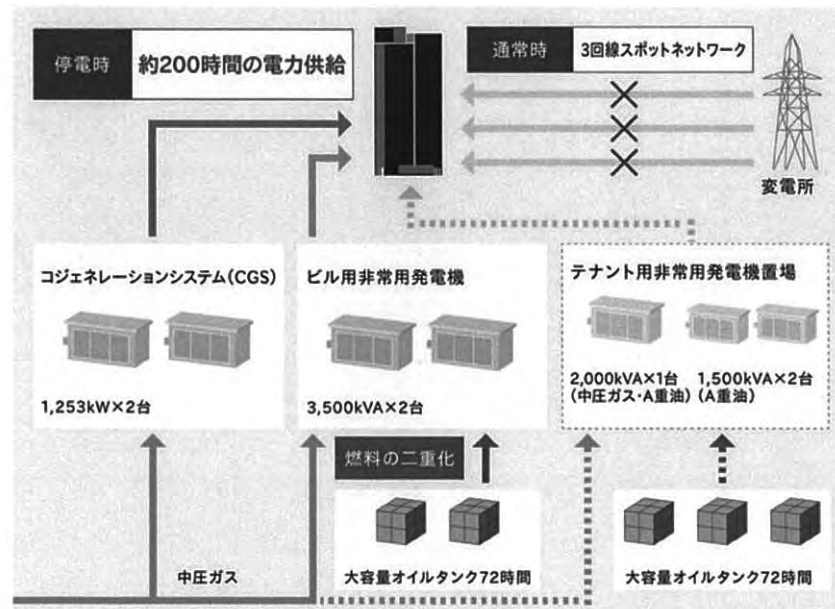 停電時
約200時間の電力供給
通常時
3回線スポットネットワーク
変電所
コジェネレーションシステム(CGS)
1,253kW×2台
ビル用非常用発電機
3,500kVA×2台
テナント用非常用発電機置場
2,000kVA×1台
(中圧ガス・A重油)
1,500kVA×2台
(A重油)
燃料の二重化
中圧ガス
大容量オイルタンク72時間
大容量オイルタンク72時間